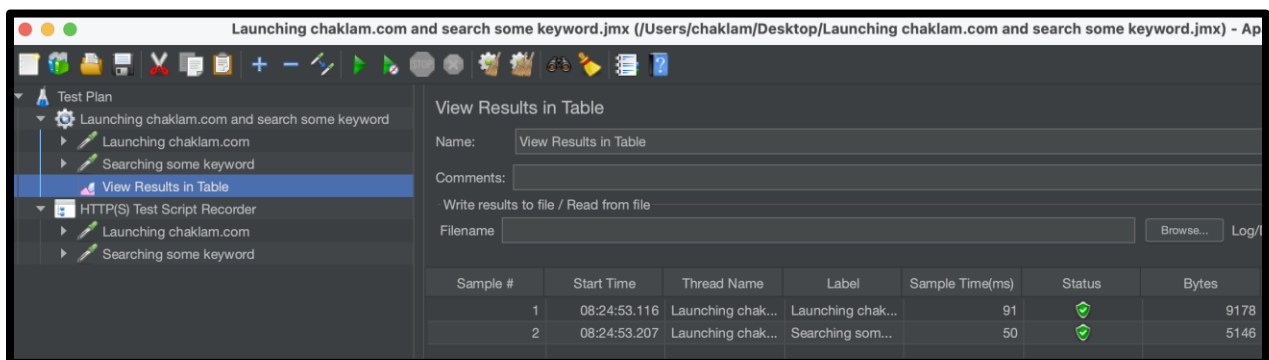 Launching chaklam.com and search some keyword.jmx (/Users/chaklam/Desktop/Launching chaklam.com and search some keyword.jmx) - Ap
Test Plan
Launching chaklam.com and search some keyword
Launching chaklam.com
Searching some keyword
View Results in Table
HTTP(S) Test Script Recorder
Launching chaklam.com
Searching some keyword
View Results in Table
Name: View Results in Table
Comments:
Write results to file / Read from file
Filename Browse... Log/
Sample # Start Time Thread Name Label Sample Time(ms) Status Bytes
1 08:24:53.116 Launching chak... Launching chak... 91 9178
2 08:24:53.207 Launching chak... Searching som... 50 5146